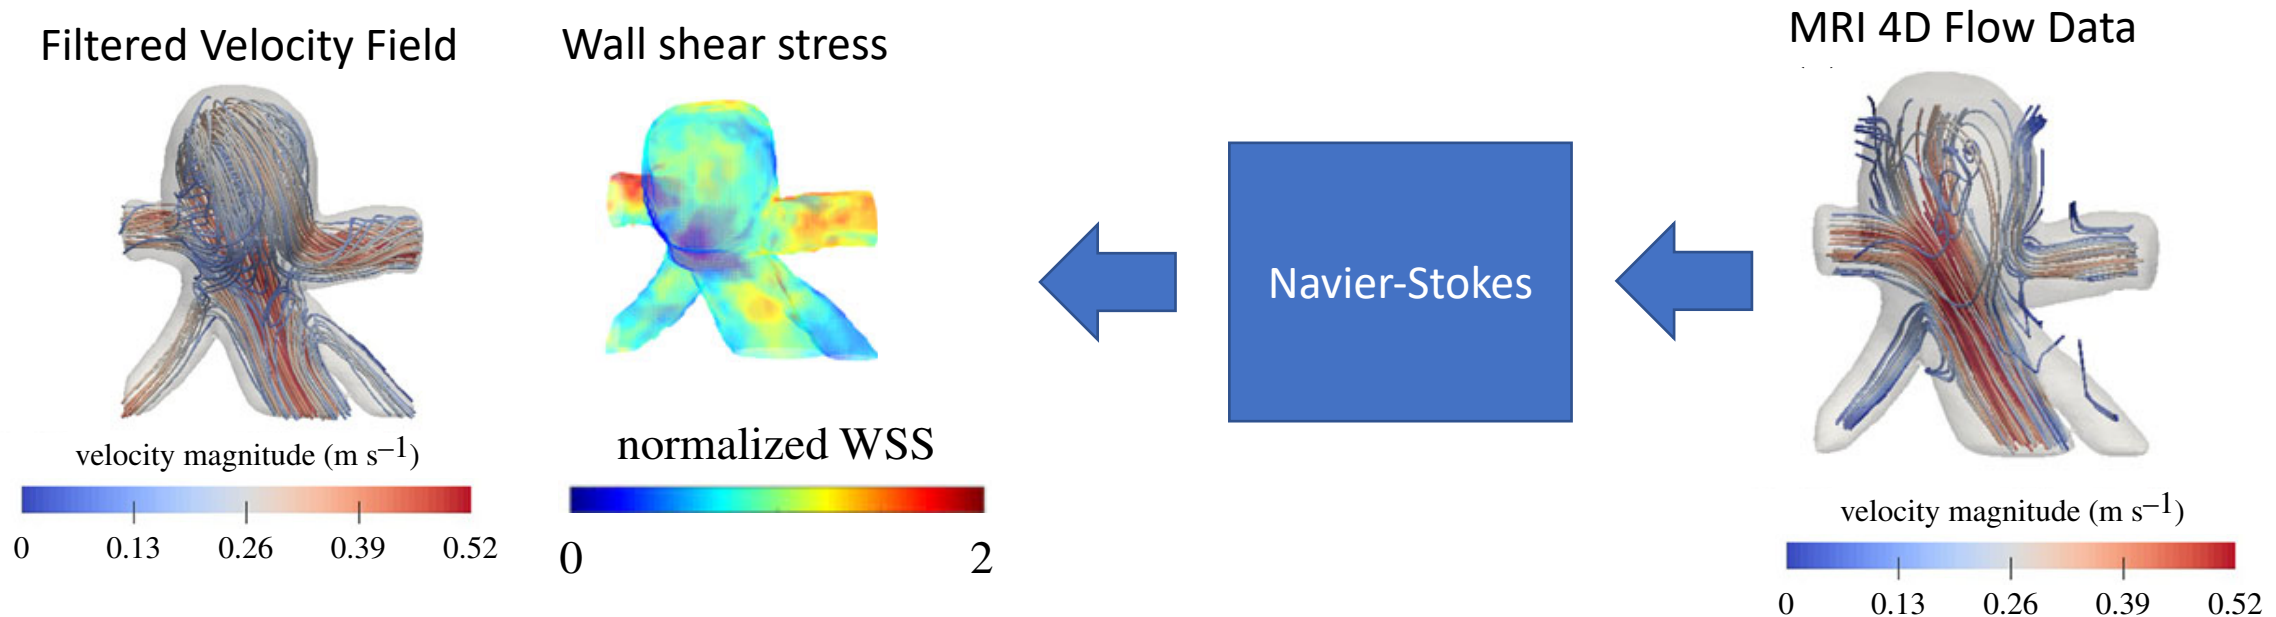 Filtered Velocity Field
velocity magnitude (m s−1)
0 0.13 0.26 0.39 0.52
Wall shear stress
normalized WSS
0 2
Navier-Stokes
MRI 4D Flow Data
velocity magnitude (m s−1)
0 0.13 0.26 0.39 0.52